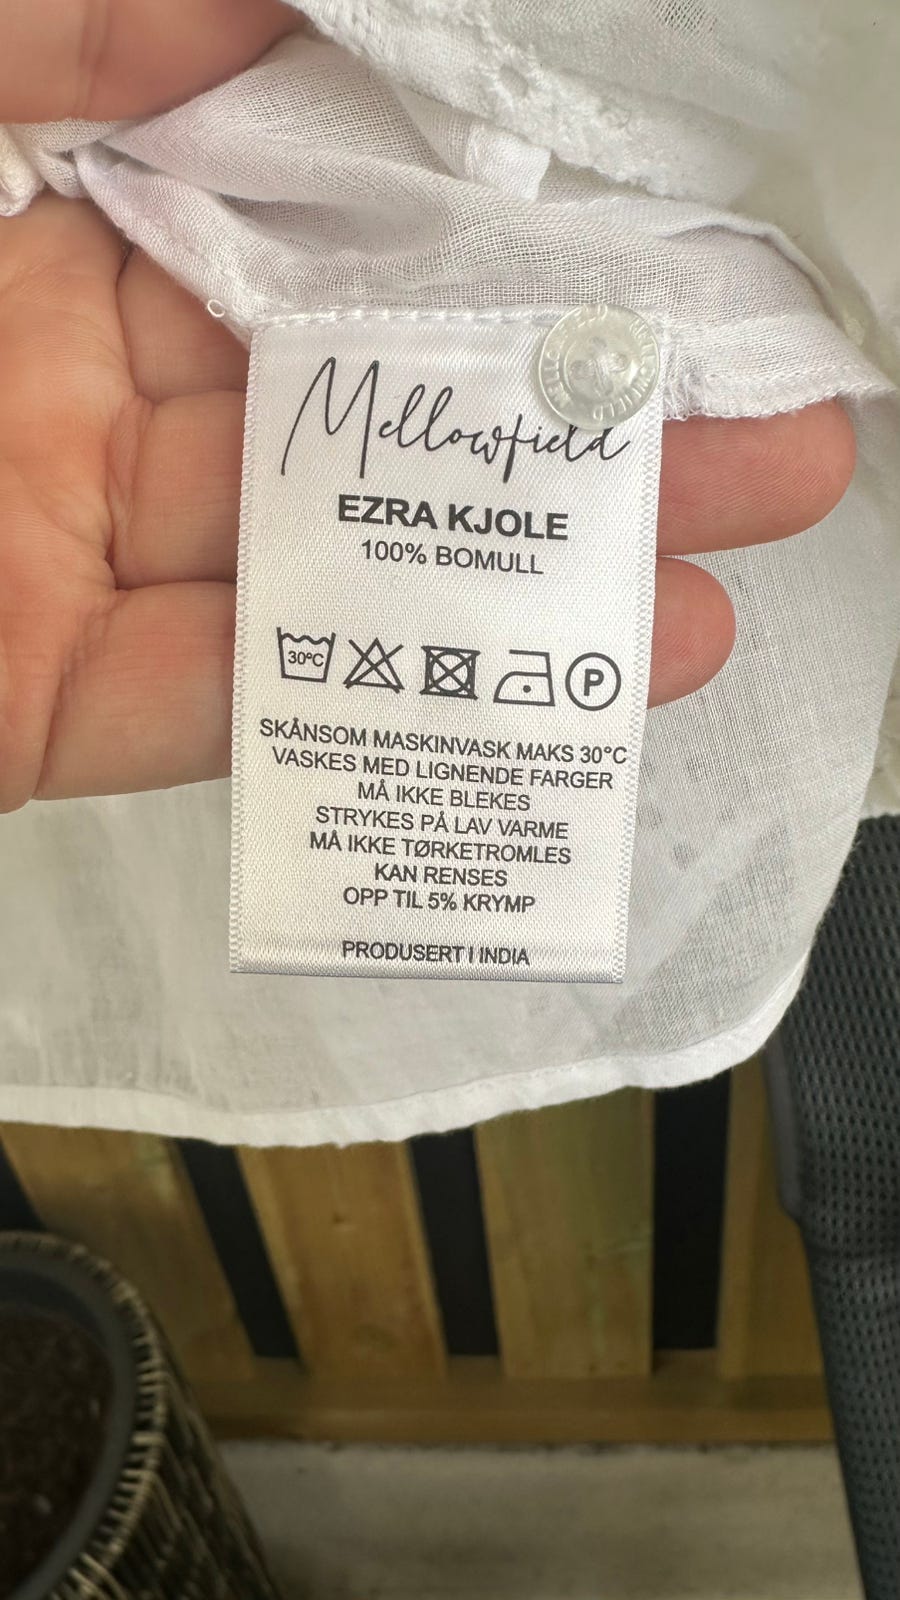 Mellowfield
EZRA KJOLE
100% BOMULL
30°C
P
SKÅNSOM MASKINVASK MAKS 30°C
VASKES MED LIGNENDE FARGER
MÅ IKKE BLEKES
STRYKES PÅ LAV VARME
MÅ IKKE TØRKETROMLES
KAN RENSES
OPP TIL 5% KRYMP
PRODUSERT I INDIA